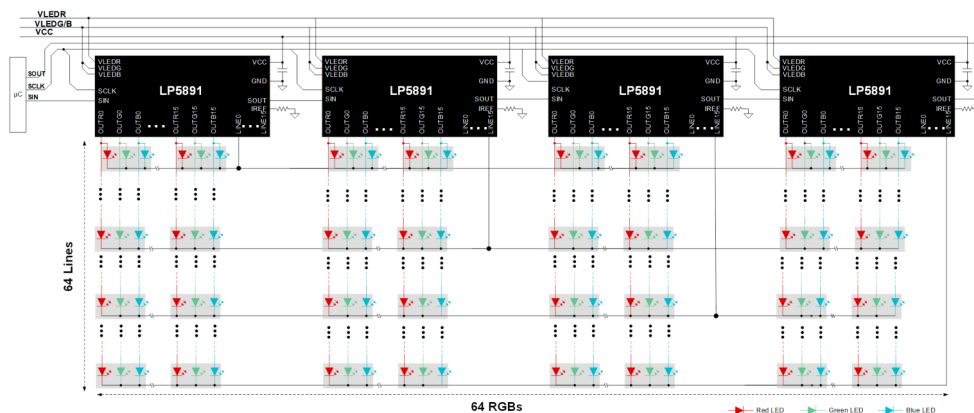 VLEDR
VLEDG/B
VCC
µC
SOUT
SCLK
SIN
VLEDR
VLEDG
VLEDB
SCLK
SIN
LP5891
VCC
GND
SOUT
IREF
OUTR0
OUTG0
OUTB0
OUTR15
OUTG15
OUTB15
LINE0
LINE15
VLEDR
VLEDG
VLEDB
SCLK
SIN
LP5891
VCC
GND
SOUT
IREF
OUTR0
OUTG0
OUTB0
OUTR15
OUTG15
OUTB15
LINE0
LINE15
VLEDR
VLEDG
VLEDB
SCLK
SIN
LP5891
VCC
GND
SOUT
IREF
OUTR0
OUTG0
OUTB0
OUTR15
OUTG15
OUTB15
LINE0
LINE15
VLEDR
VLEDG
VLEDB
SCLK
SIN
LP5891
VCC
GND
SOUT
IREF
OUTR0
OUTG0
OUTB0
OUTR15
OUTG15
OUTB15
LINE0
LINE15
64 Lines
64 RGBs
Red LED
Green LED
Blue LED